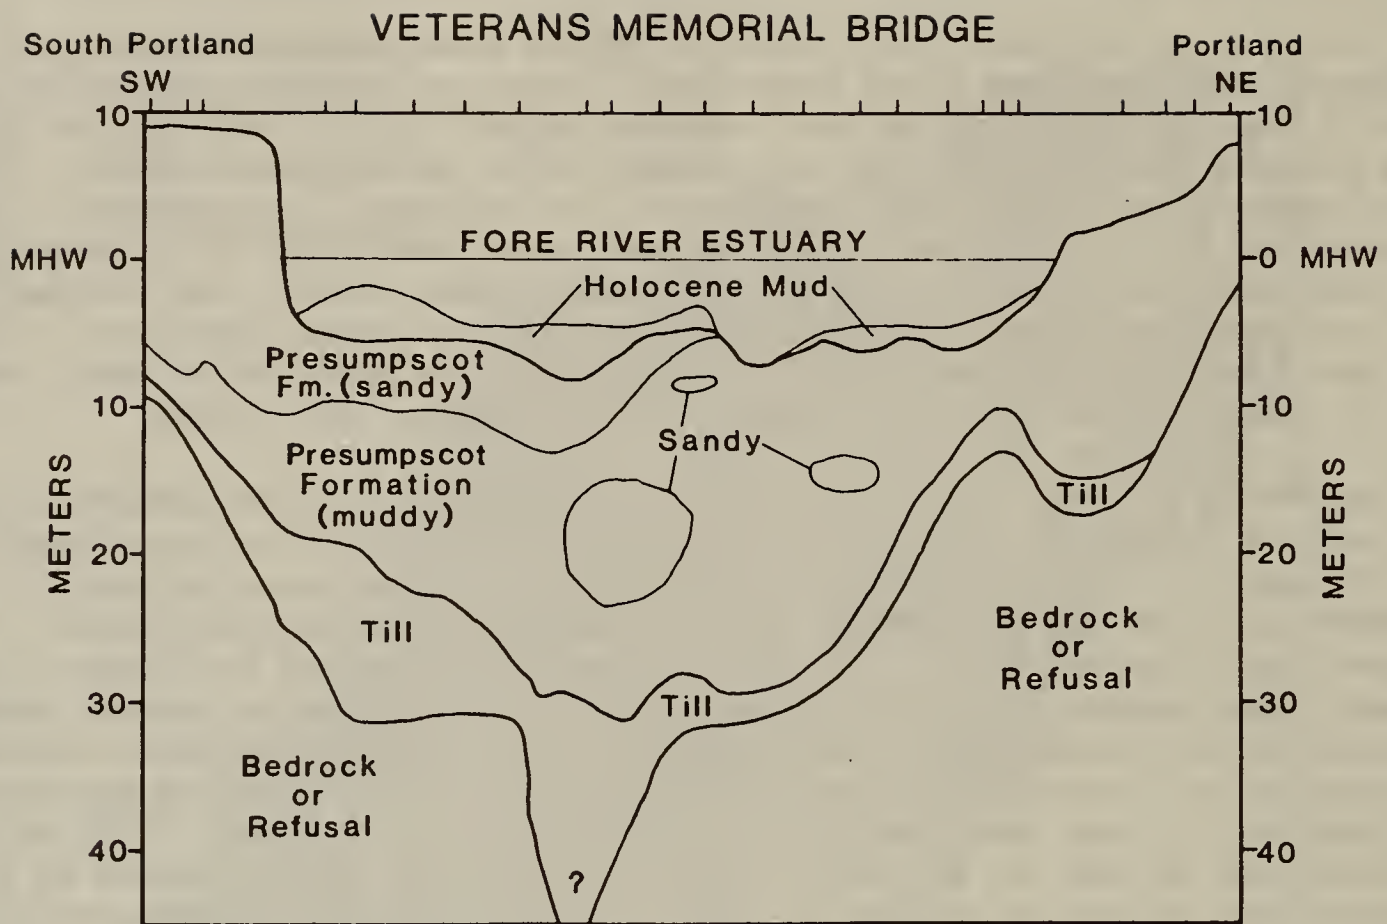 VETERANS MEMORIAL BRIDGE
South Portland
SW
Portland
NE
10
10
MHW 0
FORE RIVER ESTUARY
0 MHW
Holocene Mud
Presumpscot
Fm. (sandy)
10
10
Sandy
Presumpscot
Formation
(muddy)
Till
METERS
METERS
20
20
Till
Bedrock
or
Refusal
30
Till
30
Bedrock
or
Refusal
40
40
?